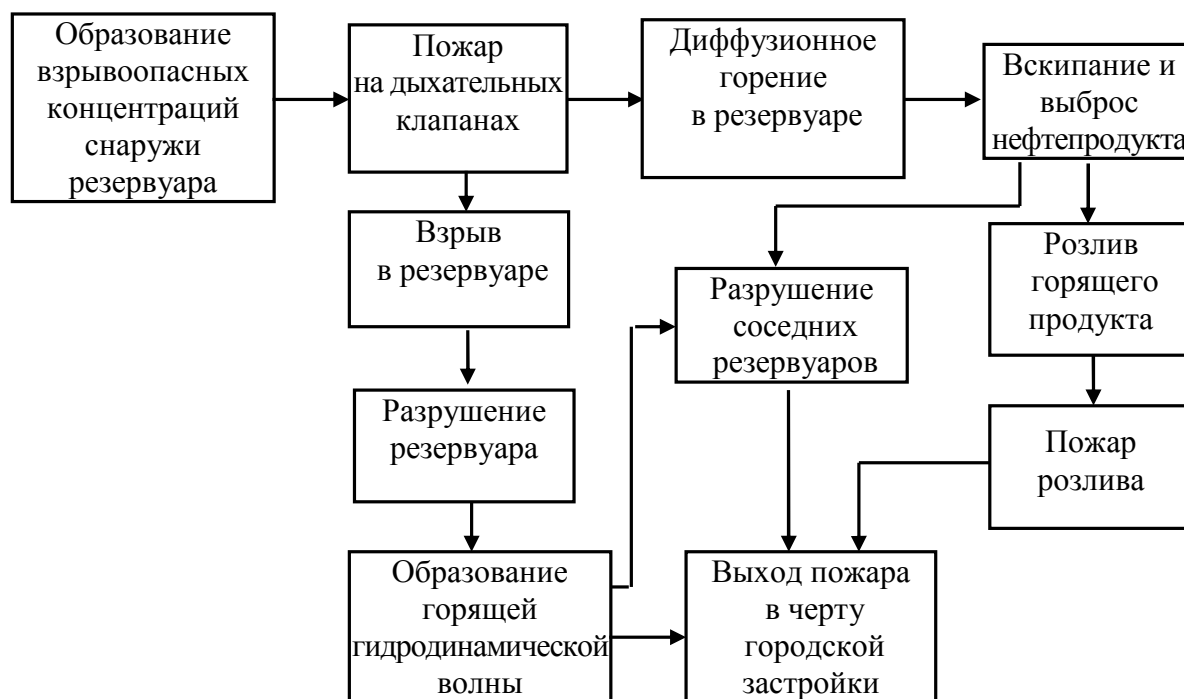 Образование
взрывоопасных
концентраций
снаружи
резервуара
Пожар
на дыхательных
клапанах
Диффузионное
горение
в резервуаре
Вскипание и
выброс
нефтепродукта
Взрыв
в резервуаре
Разрушение
соседних
резервуаров
Розлив
горящего
продукта
Разрушение
резервуара
Пожар
розлива
Образование
горящей
гидродинамической
волны
Выход пожара
в черту
городской
застройки